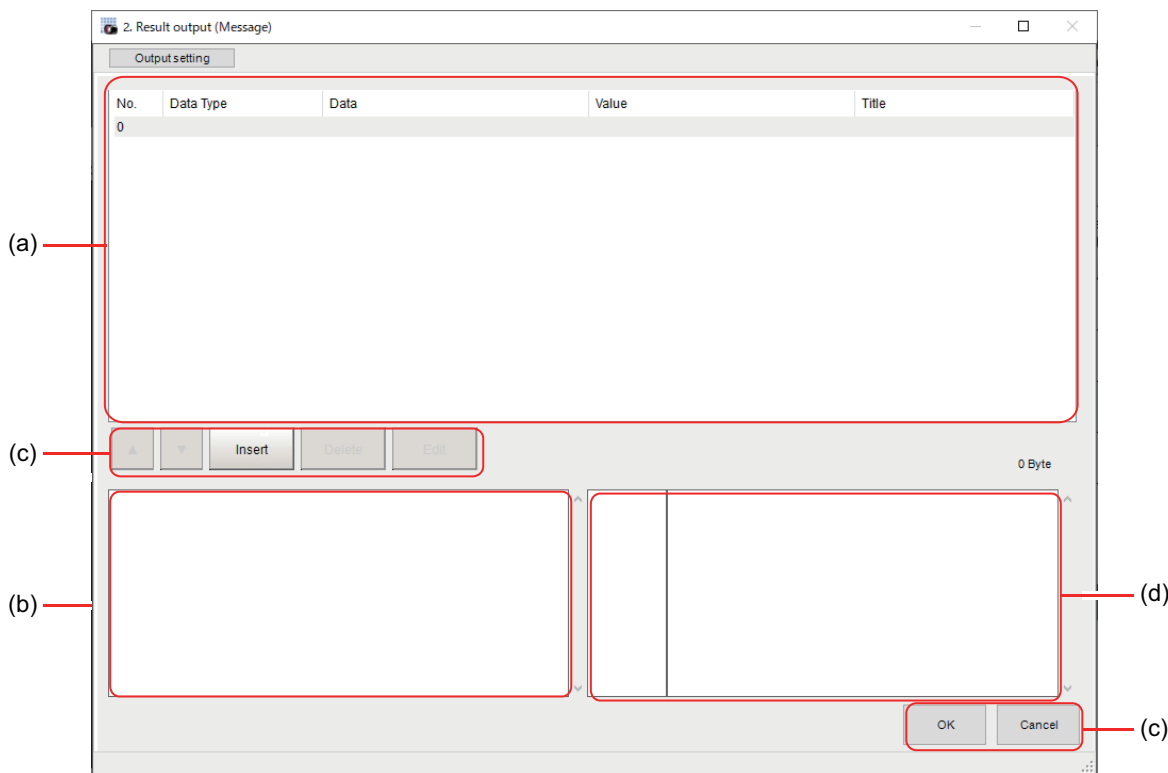 2. Result output (Message)
Output setting
No. Data Type Data Value Title
0
(a)
(c) ▲ ▼ Insert Delete Edit
0 Byte
(b)
(d)
OK Cancel (c)